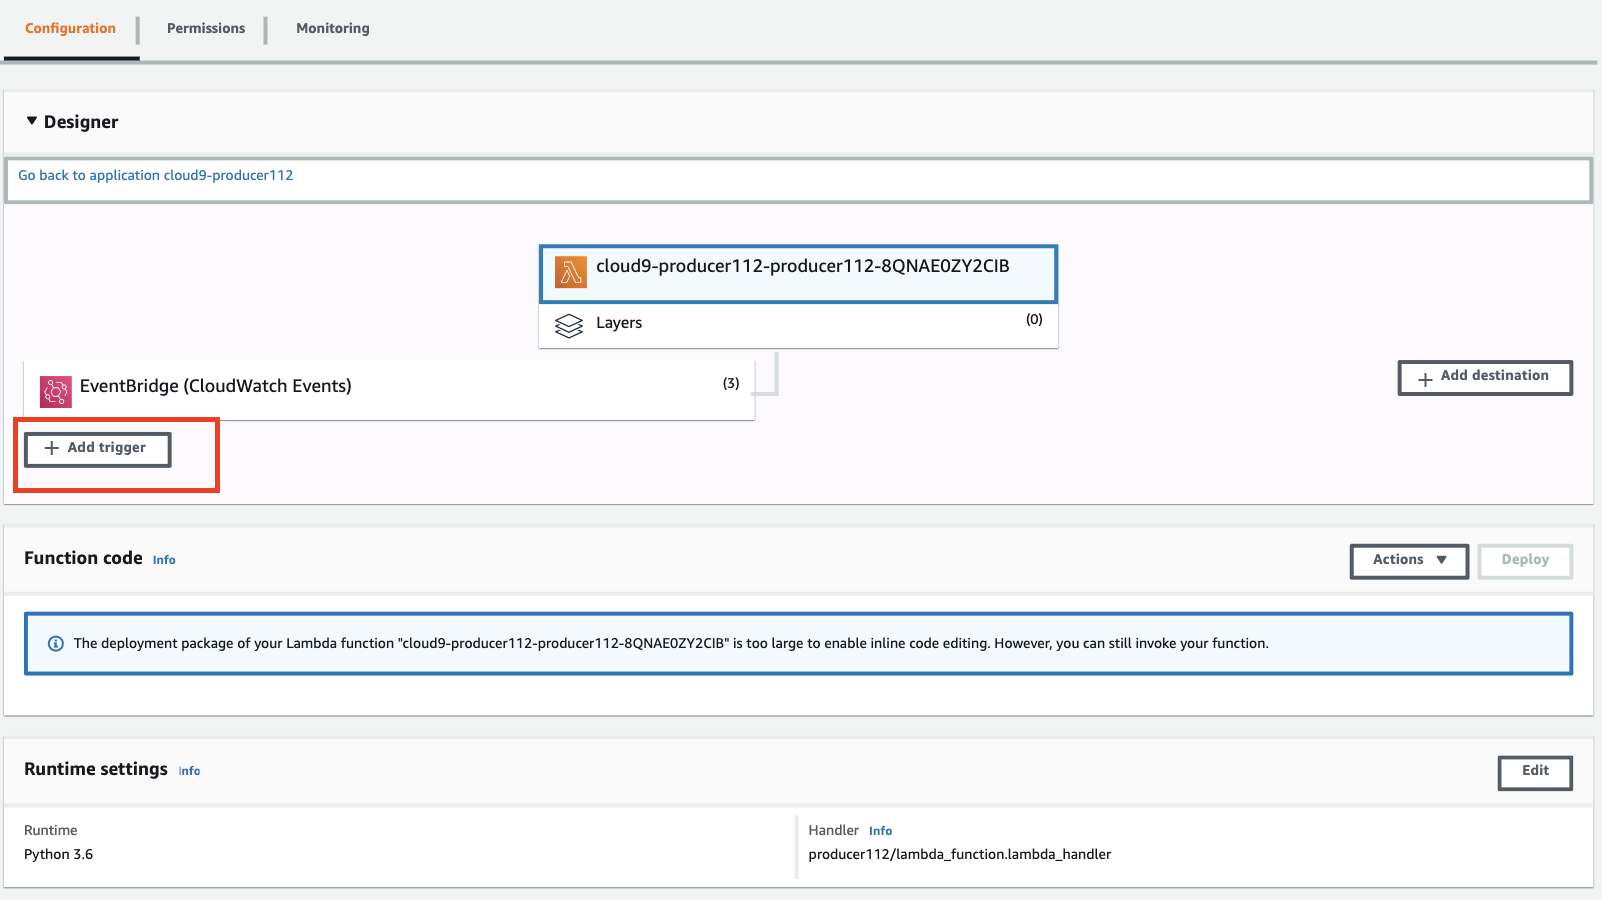 Configuration
Permissions
Monitoring
Designer
Go back to application cloud9-producer112
cloud9-producer112-producer112-8QNAE0ZY2CIB
Layers
(0)
EventBridge (CloudWatch Events)
(3)
Add destination
Add trigger
Function code Info
Actions
Deploy
The deployment package of your Lambda function "cloud9-producer112-producer112-8QNAE0ZY2CIB" is too large to enable inline code editing. However, you can still invoke your function.
Runtime settings Info
Edit
Runtime
Python 3.6
Handler Info
producer112/lambda_function.lambda_handler